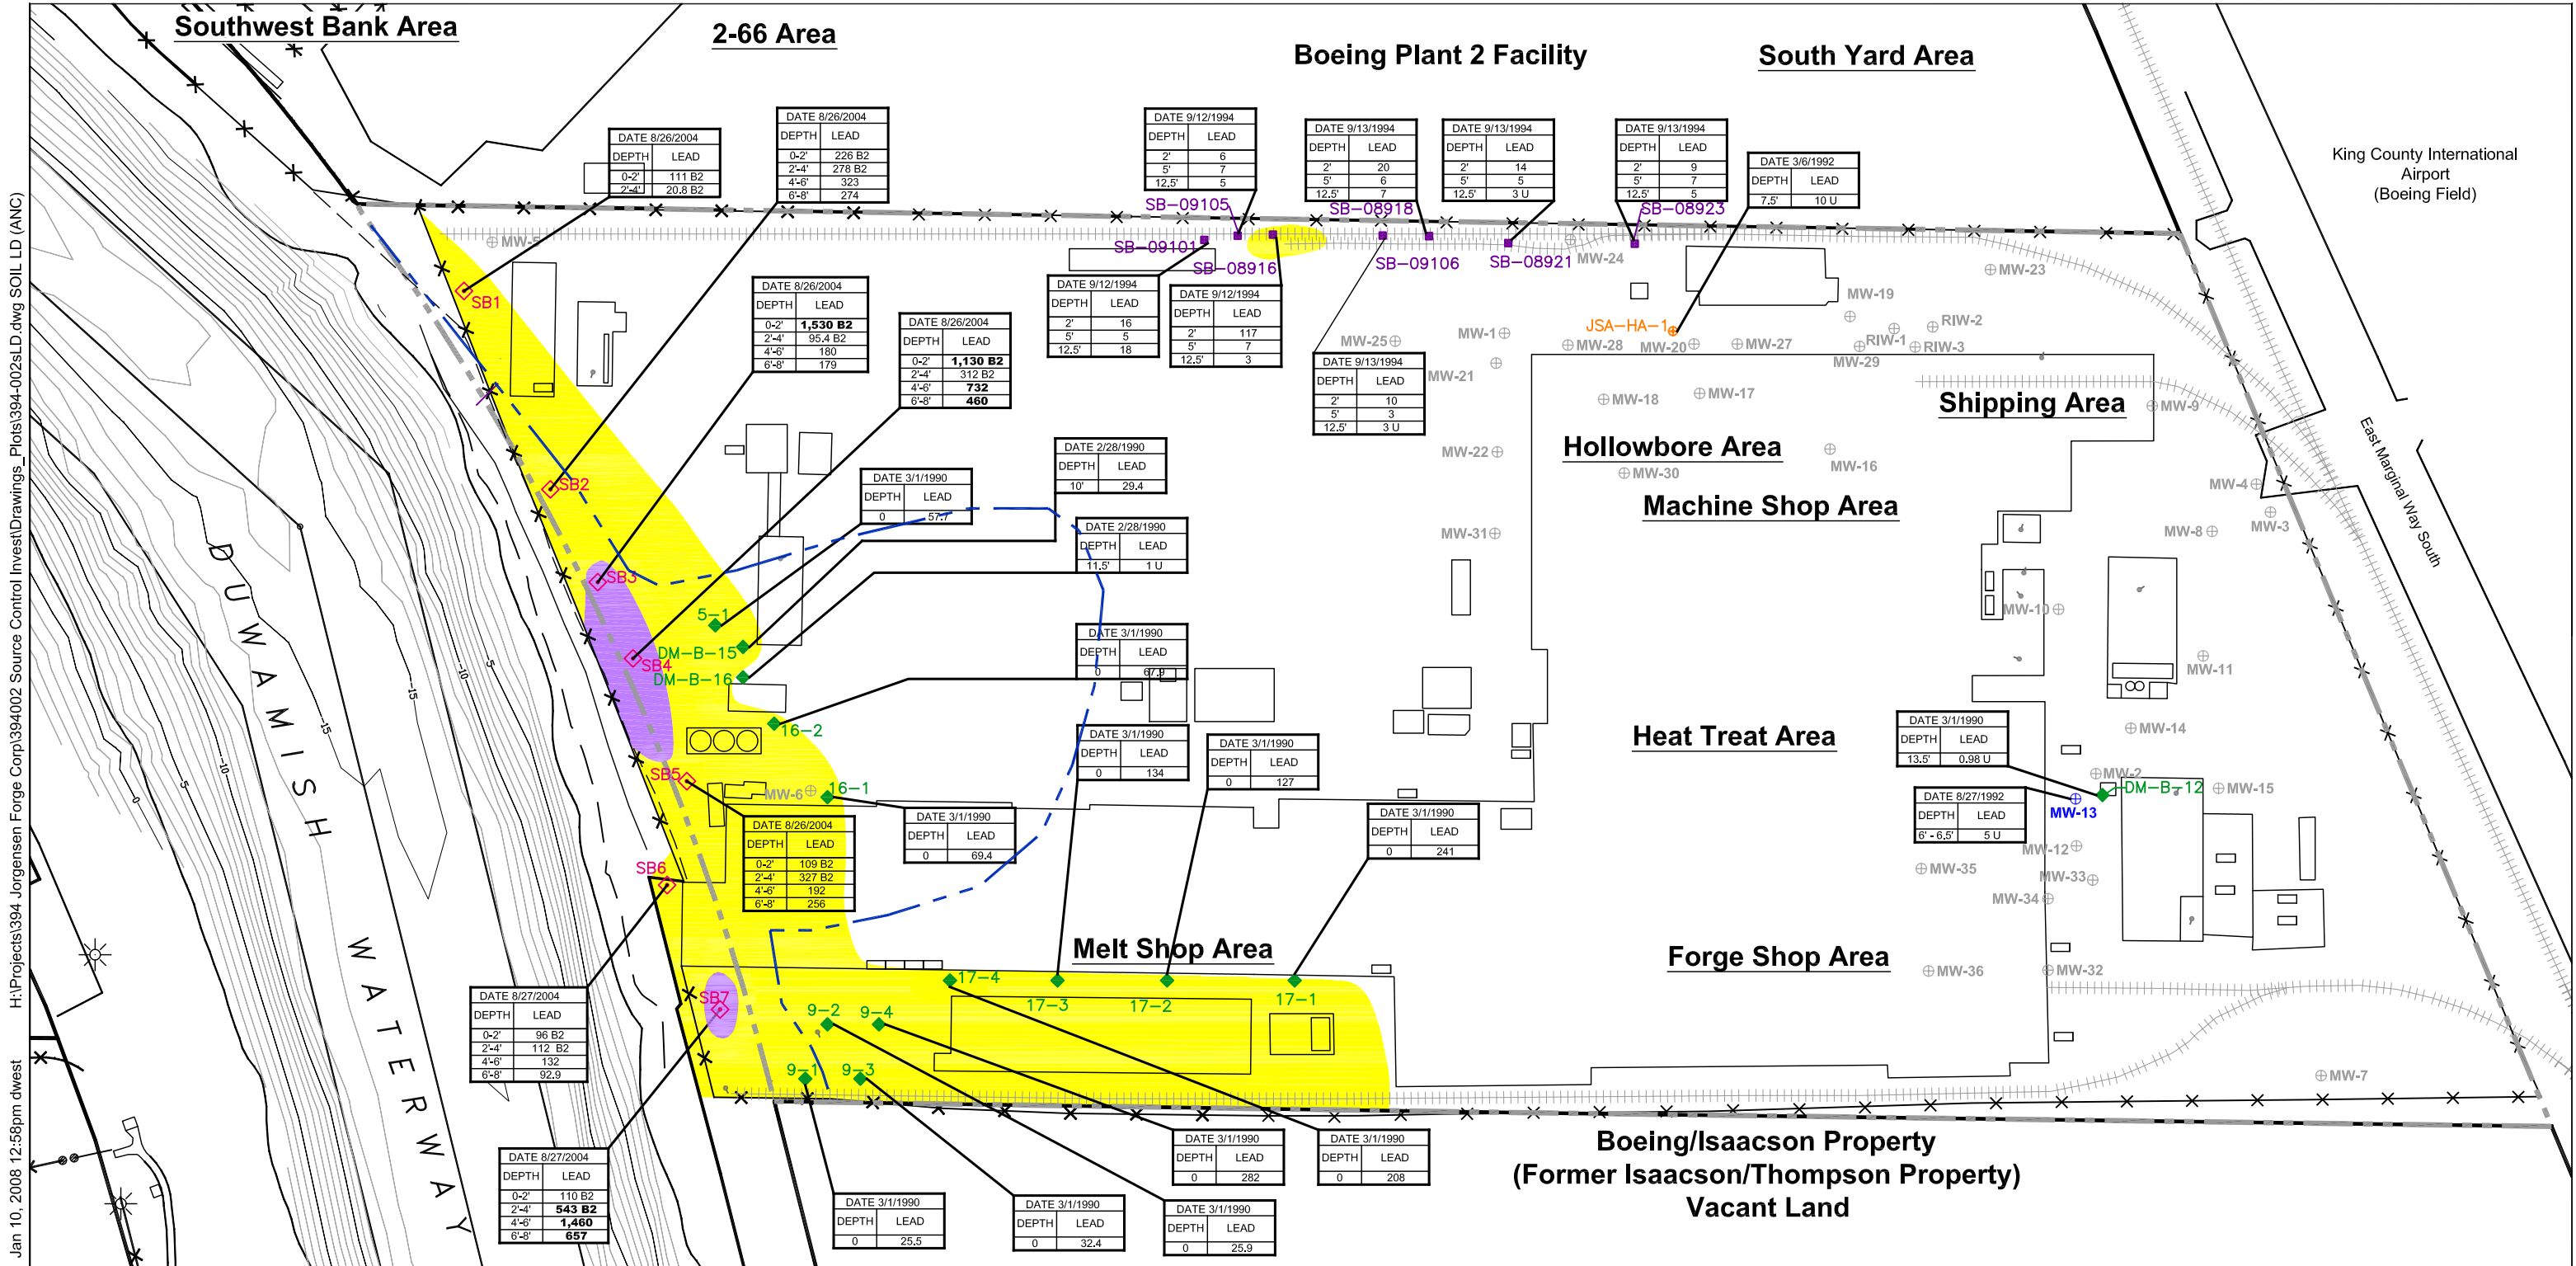 Southwest Bank Area
2-66 Area
Boeing Plant 2 Facility
South Yard Area
King County International
Airport
(Boeing Field)
East Marginal Way South
DATE 8/26/2004
DEPTH LEAD
0-2' 111 B2
2'-4' 20.8 B2
DATE 8/26/2004
DEPTH LEAD
0-2' 226 B2
2'-4' 278 B2
4'-6' 323
6'-8' 274
DATE 9/12/1994
DEPTH LEAD
2' 6
5' 7
12.5' 5
DATE 9/13/1994
DEPTH LEAD
2' 20
5' 6
12.5' 7
DATE 9/13/1994
DEPTH LEAD
2' 14
5' 5
12.5' 3 U
DATE 9/13/1994
DEPTH LEAD
2' 9
5' 7
12.5' 5
DATE 3/6/1992
DEPTH LEAD
7.5' 10 U
SB-09105
SB-08918
SB-08923
SB-09101
SB-08916
SB-09106
SB-08921
MW-5
MW-24
MW-23
SB1
DATE 8/26/2004
DEPTH LEAD
0-2' 1,530 B2
2'-4' 95.4 B2
4'-6' 180
6'-8' 179
DATE 8/26/2004
DEPTH LEAD
0-2' 1,130 B2
2'-4' 312 B2
4'-6' 732
6'-8' 460
DATE 9/12/1994
DEPTH LEAD
2' 16
5' 5
12.5' 18
DATE 9/12/1994
DEPTH LEAD
2' 117
5' 7
12.5' 3
DATE 9/13/1994
DEPTH LEAD
2' 10
5' 3
12.5' 3 U
MW-19
JSA-HA-1
RIW-2
MW-25
MW-1
MW-28
MW-20
MW-27
RIW-1
RIW-3
MW-29
MW-21
MW-18
MW-17
Shipping Area
MW-9
Hollowbore Area
MW-22
MW-16
MW-30
MW-4
Machine Shop Area
MW-3
MW-31
MW-8
DATE 2/28/1990
DEPTH LEAD
10' 29.4
DATE 3/1/1990
DEPTH LEAD
0 57.7
DATE 2/28/1990
DEPTH LEAD
11.5' 1 U
SB2
SB3
5-1
DM-B-15
SB4
DM-B-16
MW-10
MW-11
DATE 3/1/1990
DEPTH LEAD
0 67.9
16-2
DATE 3/1/1990
DEPTH LEAD
0 134
DATE 3/1/1990
DEPTH LEAD
0 127
Heat Treat Area
DATE 3/1/1990
DEPTH LEAD
13.5' 0.98 U
MW-14
SB5
MW-6
16-1
MW-2
DM-B-12
MW-15
MW-13
DATE 8/27/1992
DEPTH LEAD
6' - 6.5' 5 U
DATE 8/26/2004
DEPTH LEAD
0-2' 109 B2
2'-4' 327 B2
4'-6' 192
6'-8' 256
DATE 3/1/1990
DEPTH LEAD
0 69.4
DATE 3/1/1990
DEPTH LEAD
0 241
MW-12
MW-35
MW-33
MW-34
SB6
Melt Shop Area
Forge Shop Area
MW-36
MW-32
SB7
17-4
17-3
17-2
17-1
9-2
9-4
9-1
9-3
MW-7
DATE 8/27/2004
DEPTH LEAD
0-2' 96 B2
2'-4' 112 B2
4'-6' 132
6'-8' 92.9
DATE 8/27/2004
DEPTH LEAD
0-2' 110 B2
2'-4' 543 B2
4'-6' 1,460
6'-8' 657
DATE 3/1/1990
DEPTH LEAD
0 25.5
DATE 3/1/1990
DEPTH LEAD
0 32.4
DATE 3/1/1990
DEPTH LEAD
0 25.9
DATE 3/1/1990
DEPTH LEAD
0 282
DATE 3/1/1990
DEPTH LEAD
0 208
Boeing/Isaacson Property
(Former Isaacson/Thompson Property)
Vacant Land
DUWAMISH WATERWAY
-5
-10
-15
-15
-10
-5
0
Jan 10, 2008 12:58pm dwest H:\Projects\394 Jorgensen Forge Corp\394002 Source Control Invest\Drawings_Plots\394-002sLD.dwg SOIL LD (ANC)